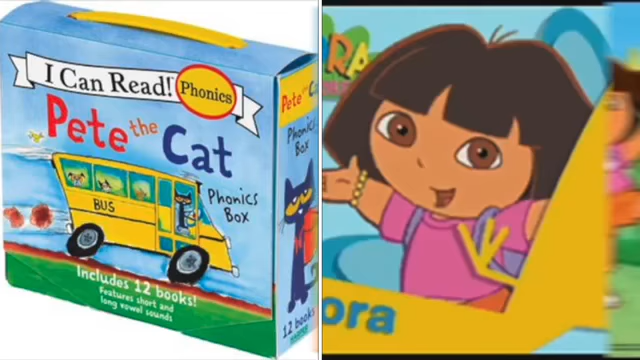 I Can Read!
Phonics
Pete the Cat
Phonics
Box
BUS
Includes 12 books!
Features short and
long vowel sounds
Pete the Cat
Phonics
Box
12 books
RA
ora